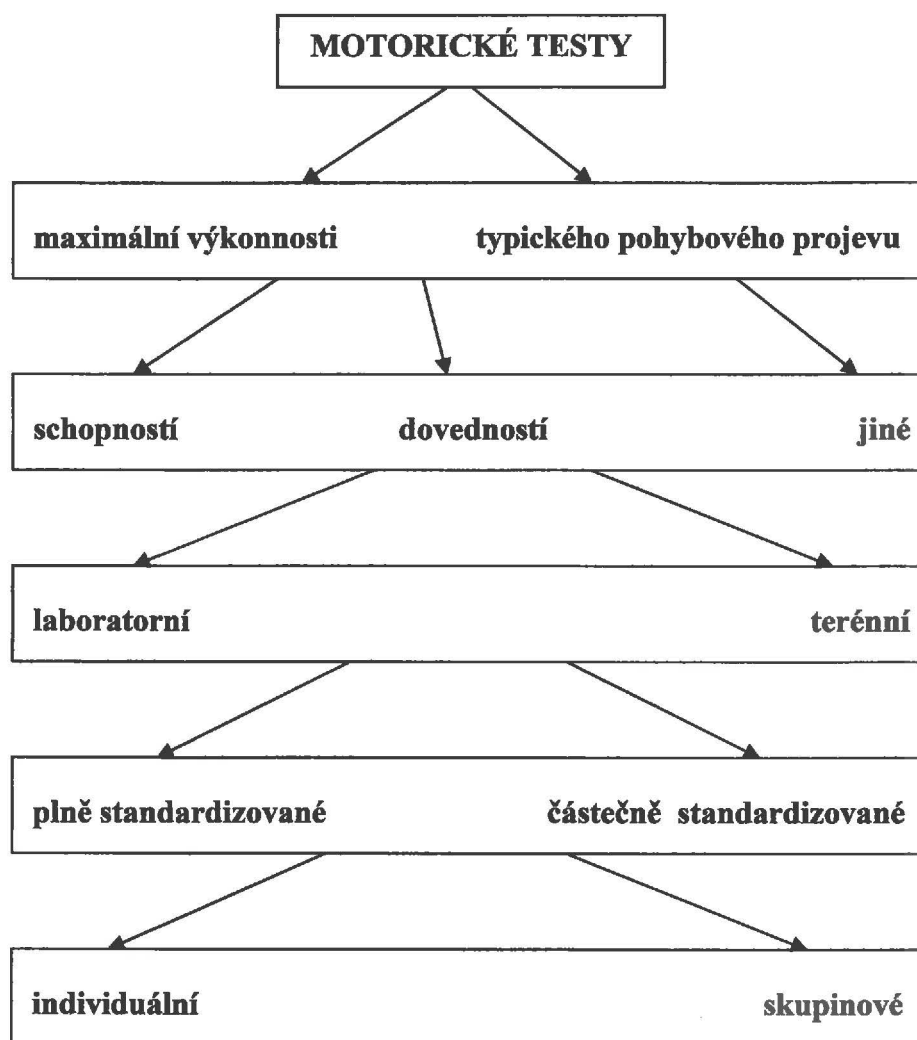 MOTORICKÉ TESTY
maximální výkonnosti typického pohybového projevu
schopností dovedností jiné
laboratorní terénní
plně standardizované částečně standardizované
individuální skupinové